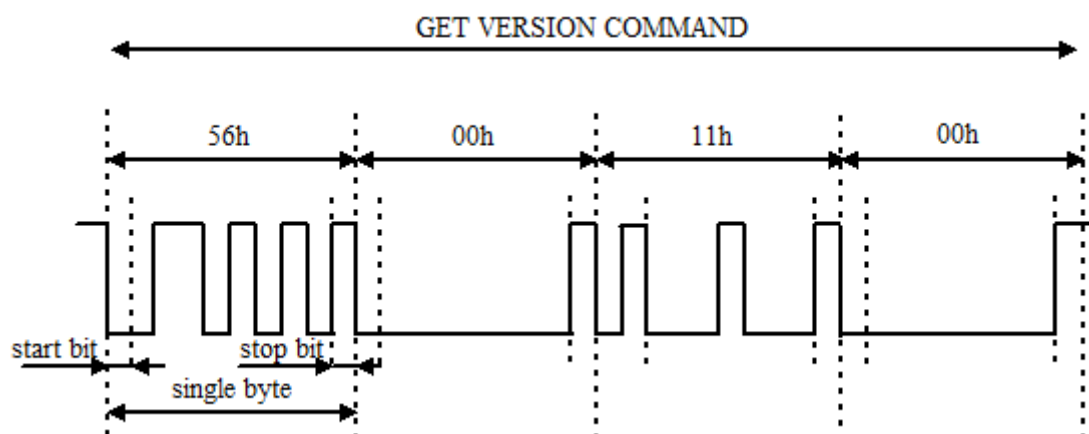 GET VERSION COMMAND
56h
00h
11h
00h
start bit
stop bit
single byte